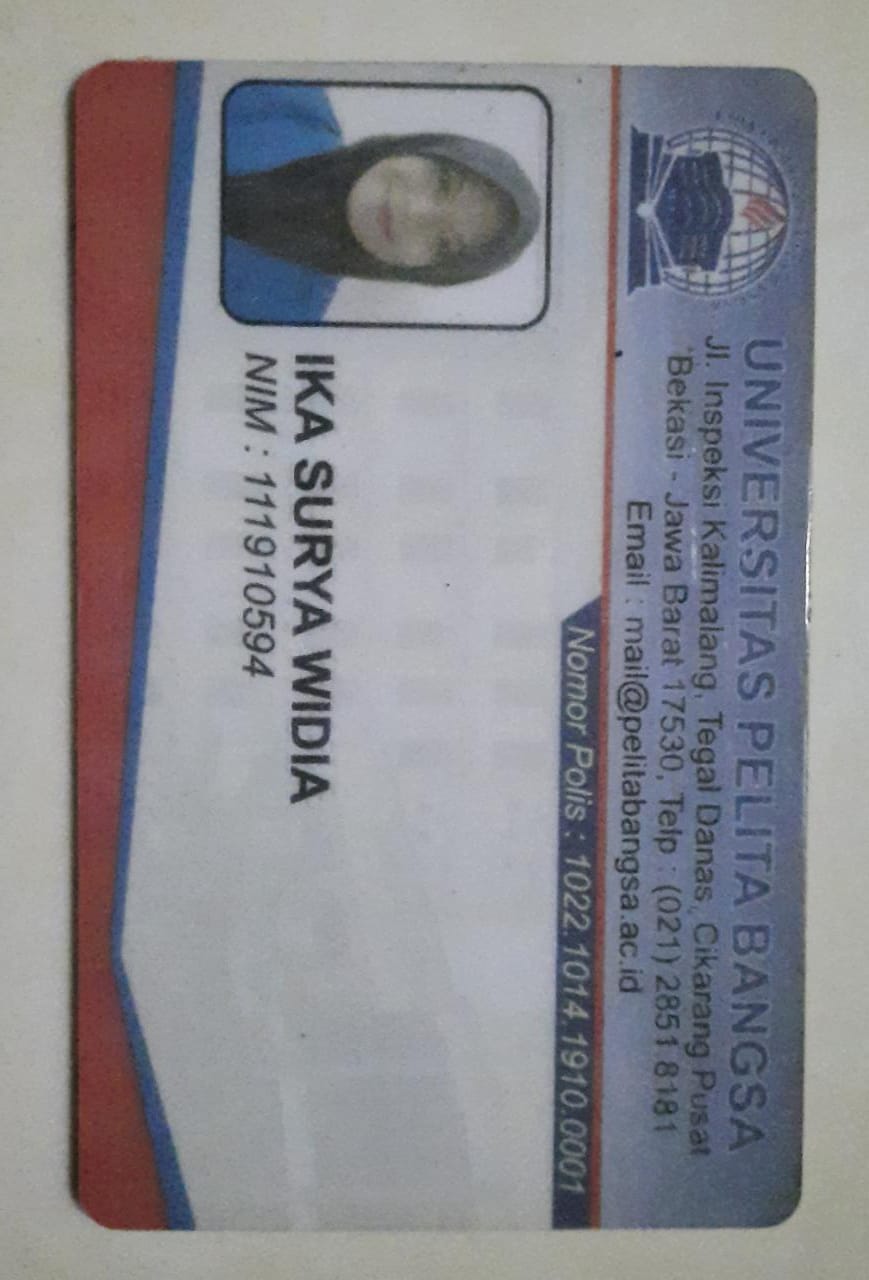 UNIVERSITAS PELITA BANGSA
Jl. Inspeksi Kalimalang, Tegal Danas, Cikarang Pusat
Bekasi - Jawa Barat 17530, Telp : (021) 2851 8181
Email : mail@pelitabangsa.ac.id
Nomor Polis : 1022.1014.1910.0001
IKA SURYA WIDIA
NIM : 111910594